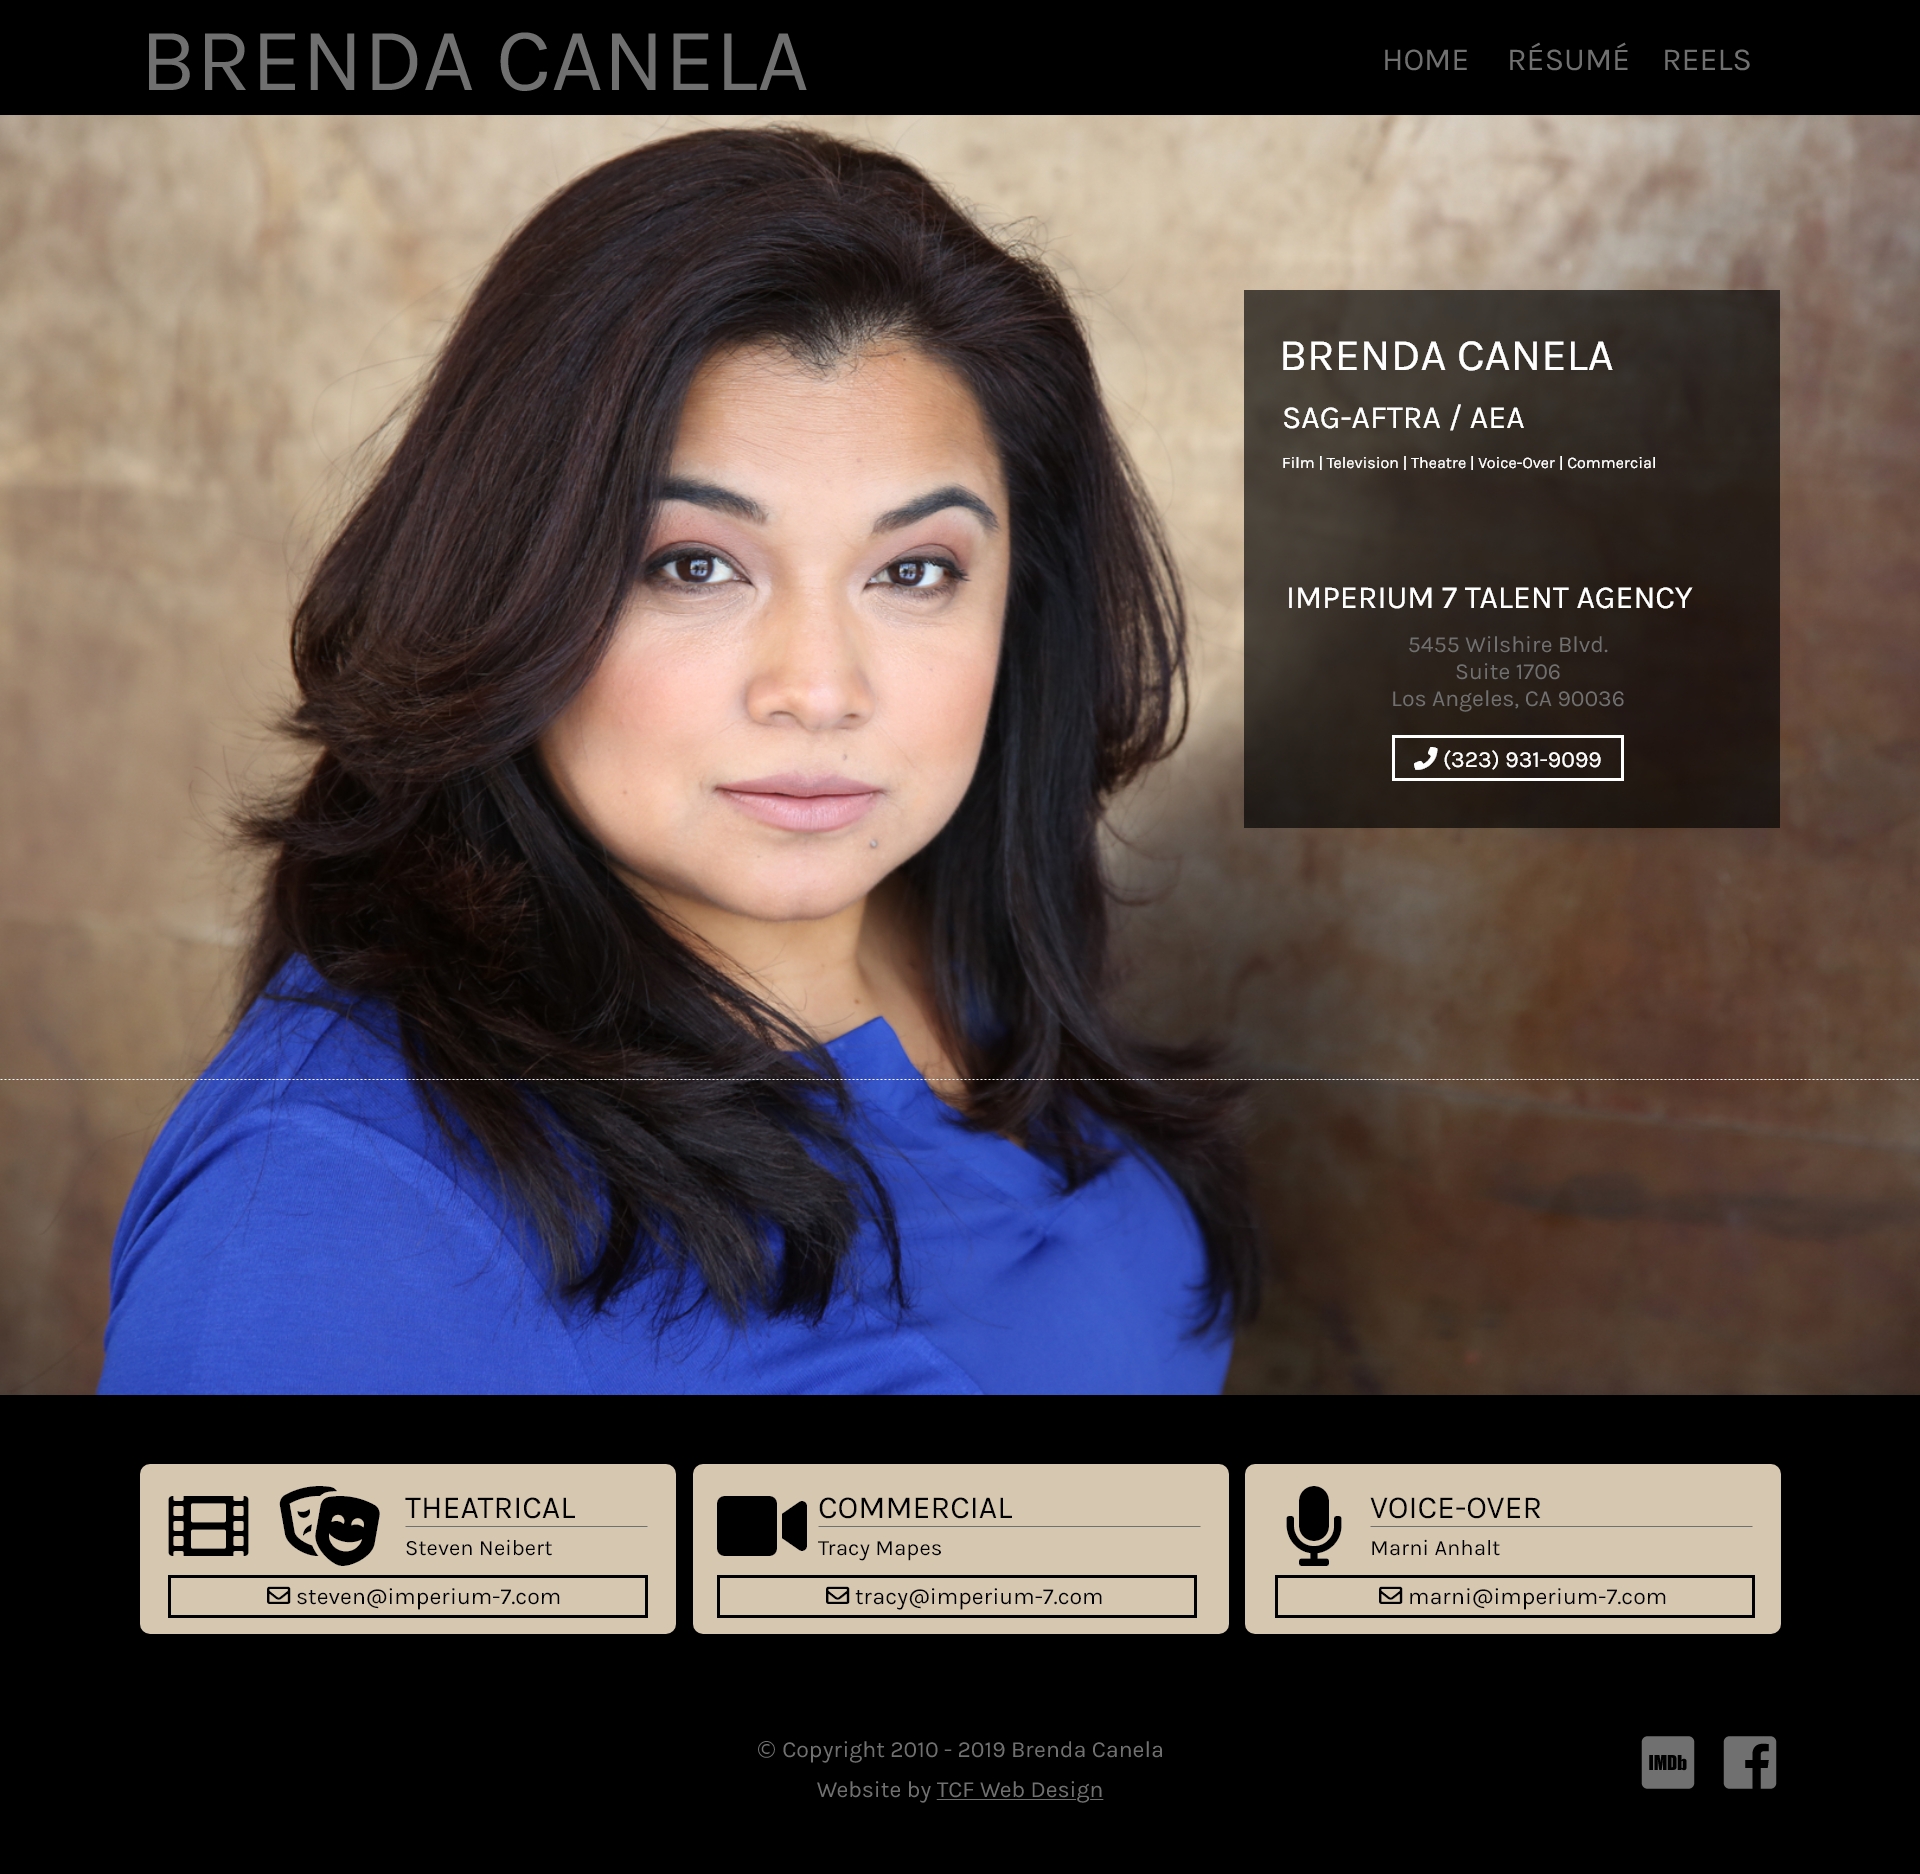 BRENDA CANELA
HOME RÉSUMÉ REELS
BRENDA CANELA
SAG-AFTRA / AEA
Film | Television | Theatre | Voice-Over | Commercial
IMPERIUM 7 TALENT AGENCY
5455 Wilshire Blvd.
Suite 1706
Los Angeles, CA 90036
(323) 931-9099
THEATRICAL
Steven Neibert
steven@imperium-7.com
COMMERCIAL
Tracy Mapes
tracy@imperium-7.com
VOICE-OVER
Marni Anhalt
marni@imperium-7.com
© Copyright 2010 - 2019 Brenda Canela
Website by TCF Web Design
IMDb